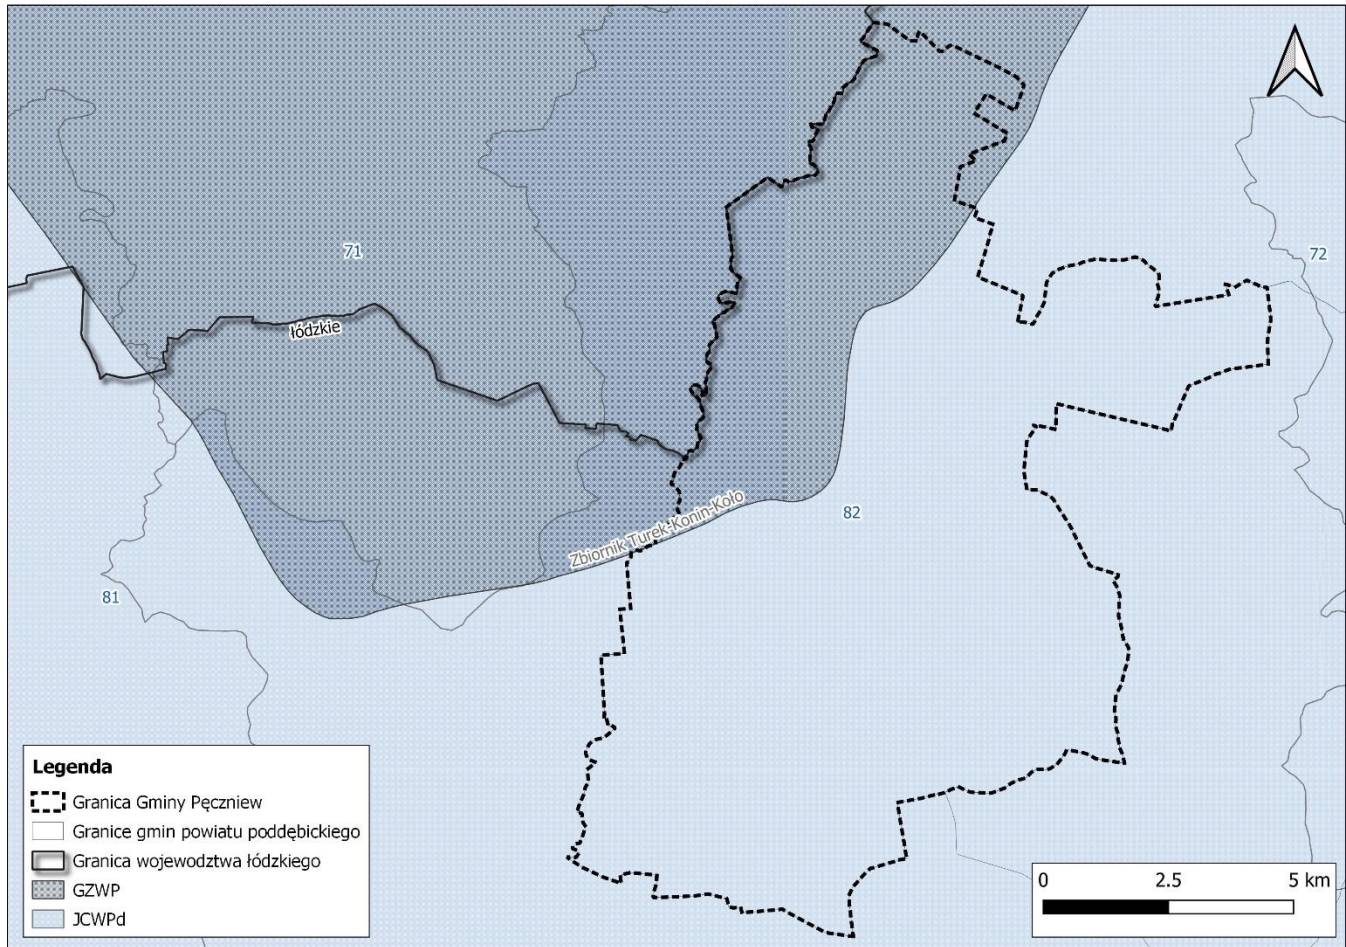 71
72
łódzkie
Zbiornik Turek-Konin-Koło
82
81
Legenda
Granica Gminy Pęczniew
Granice gmin powiatu poddębickiego
Granica wojewodztwa łódzkiego
GZWP
JCWPd
0 2.5 5 km